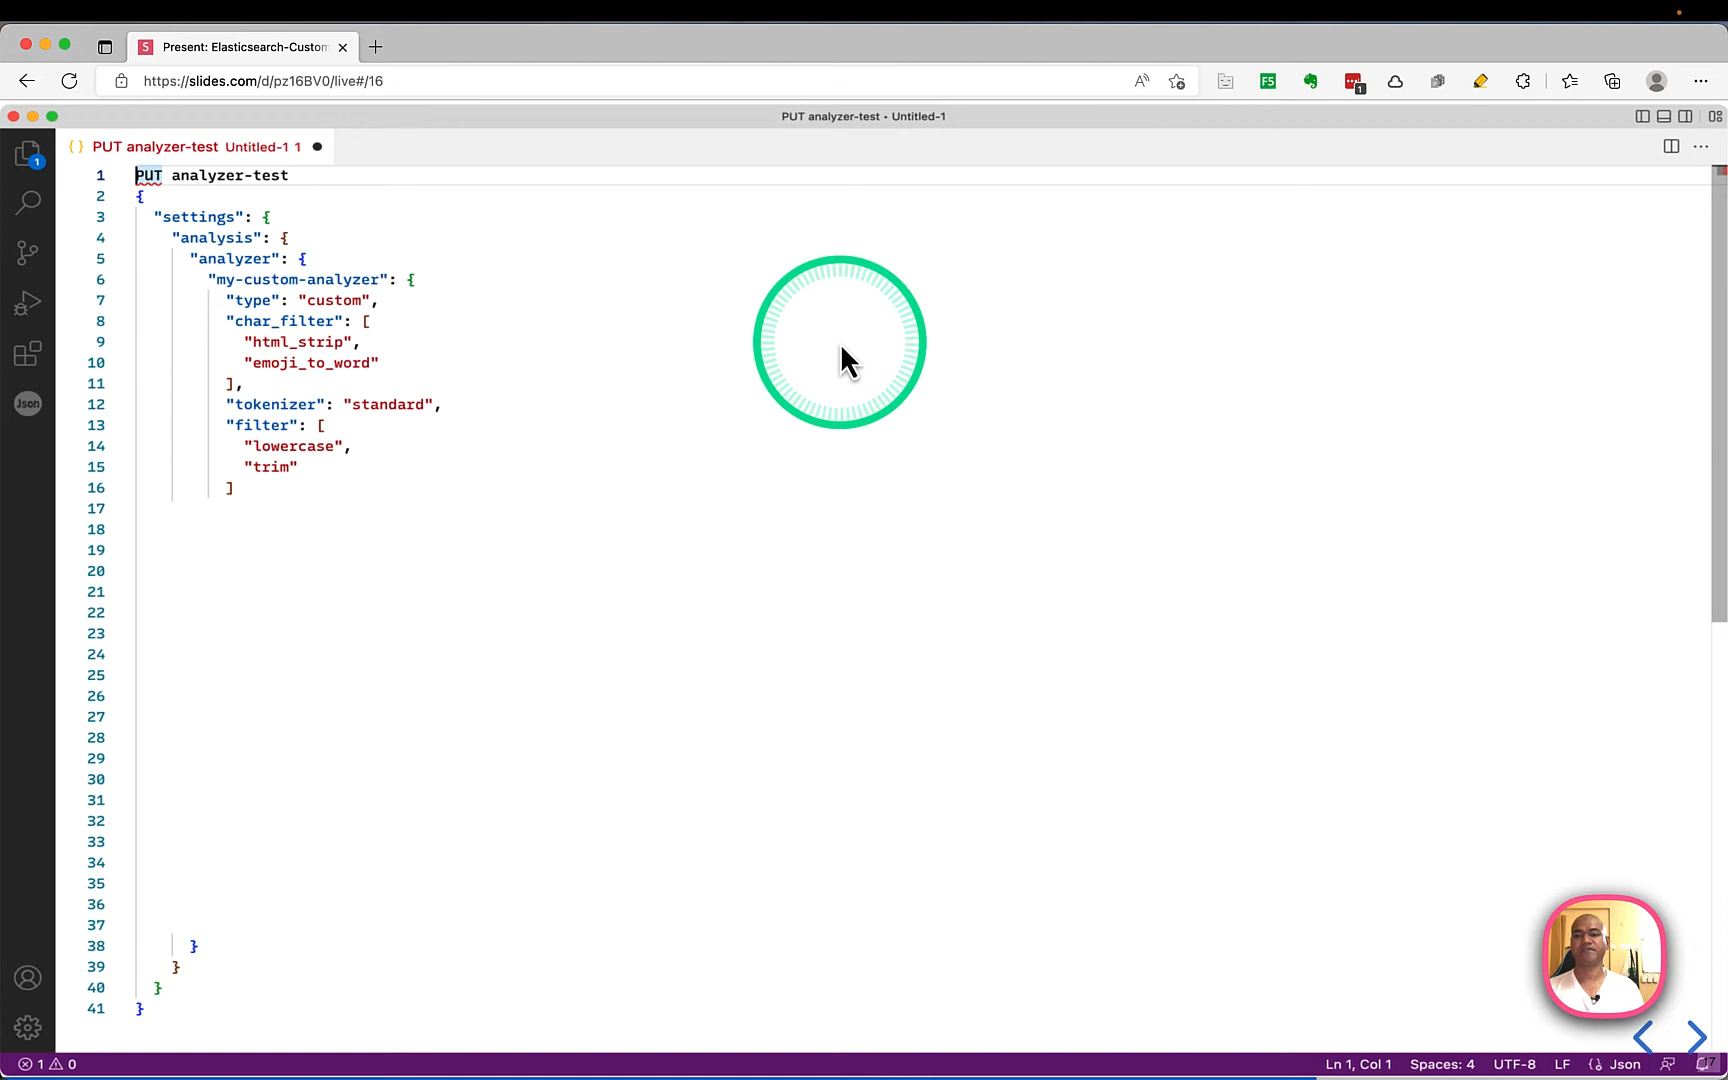 Present: Elasticsearch-Custom
https://slides.com/d/pz16BV0/live#/16
F5
1
PUT analyzer-test • Untitled-1
{} PUT analyzer-test Untitled-1 1
1
Json
1 PUT analyzer-test
2 {
3 "settings": {
4 "analysis": {
5 "analyzer": {
6 "my-custom-analyzer": {
7 "type": "custom",
8 "char_filter": [
9 "html_strip",
10 "emoji_to_word"
11 ],
12 "tokenizer": "standard",
13 "filter": [
14 "lowercase",
15 "trim"
16 ]
17
18
19
20
21
22
23
24
25
26
27
28
29
30
31
32
33
34
35
36
37
38 }
39 }
40 }
41 }
1 0 Ln 1, Col 1 Spaces: 4 UTF-8 LF {} Json